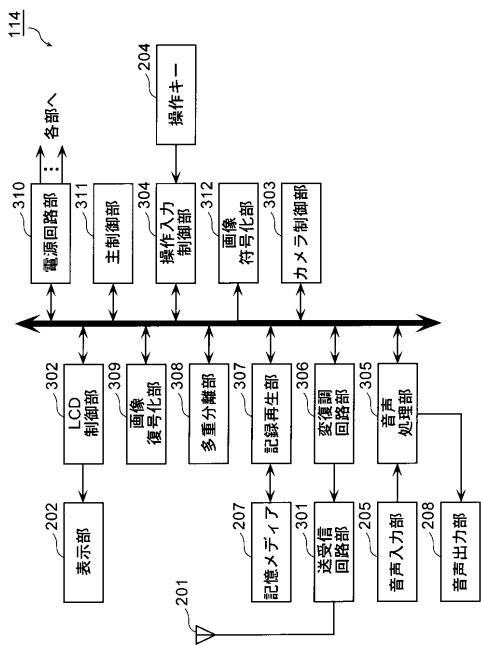 114
310
電源回路部
各部へ
311
主制御部
304
操作入力
制御部
204
操作キー
312
画像
符号化部
303
カメラ制御部
302
LCD
制御部
202
表示部
309
画像
復号化部
308
多重分離部
307
記録再生部
207
記憶メディア
306
変復調
回路部
301
送受信
回路部
201
305
音声
処理部
205
音声入力部
208
音声出力部